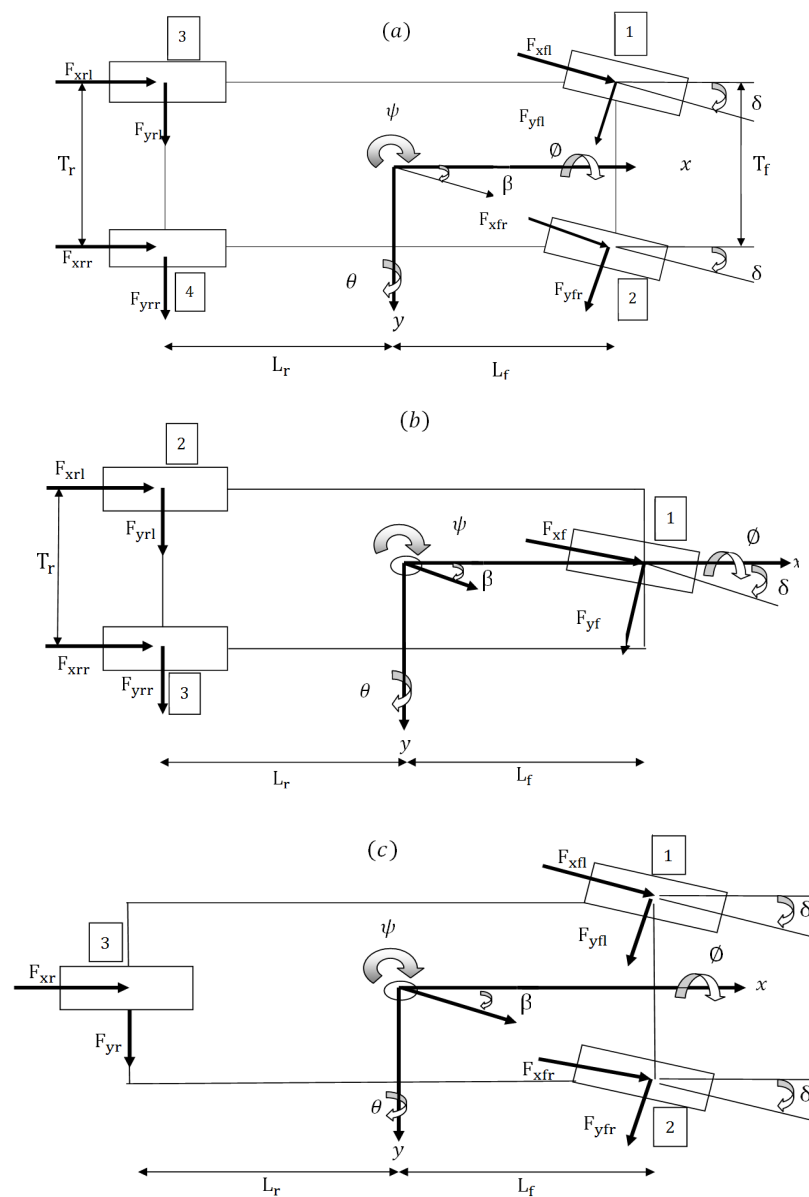 (a)
3
1
F_xrl
F_xfl
F_yrl
F_yfl
δ
ψ
T_r
ø
x
T_f
β
F_xfr
F_xrr
F_yrr
4
θ
F_yfr
2
δ
y
L_r
L_f
(b)
2
1
F_xrl
F_yrl
ψ
F_xf
ø
x
T_r
β
δ
F_yf
F_xrr
F_yrr
3
θ
y
L_r
L_f
(c)
1
F_xfl
3
ψ
F_yfl
δ
F_xr
ø
x
β
F_yr
F_xfr
θ
δ
y
F_yfr
2
L_r
L_f